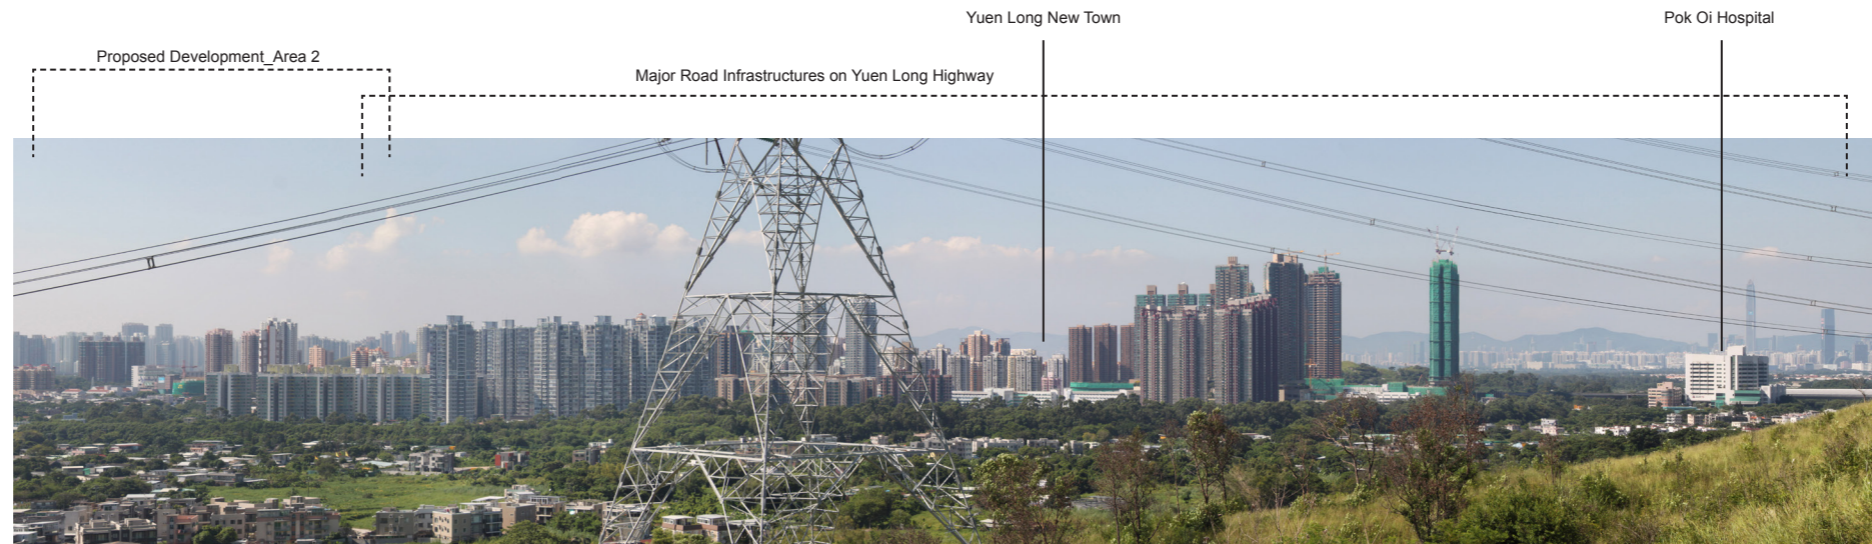 Yuen Long New Town
Pok Oi Hospital
Proposed Development_Area 2
Major Road Infrastructures on Yuen Long Highway